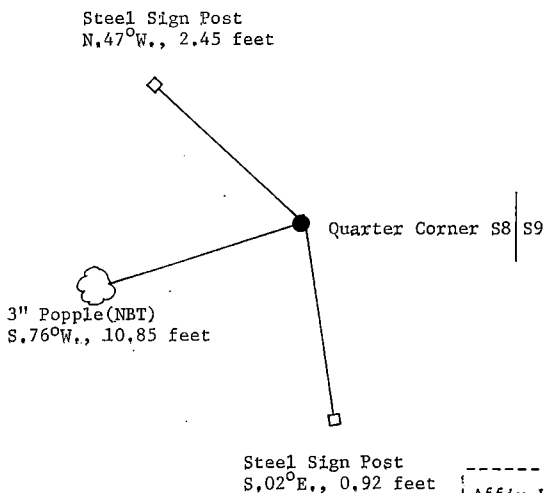 Steel Sign Post
N.47°W., 2.45 feet
Quarter Corner S8|S9
3" Popple(NBT)
S.76°W., 10.85 feet
Steel Sign Post
S.02°E., 0.92 feet